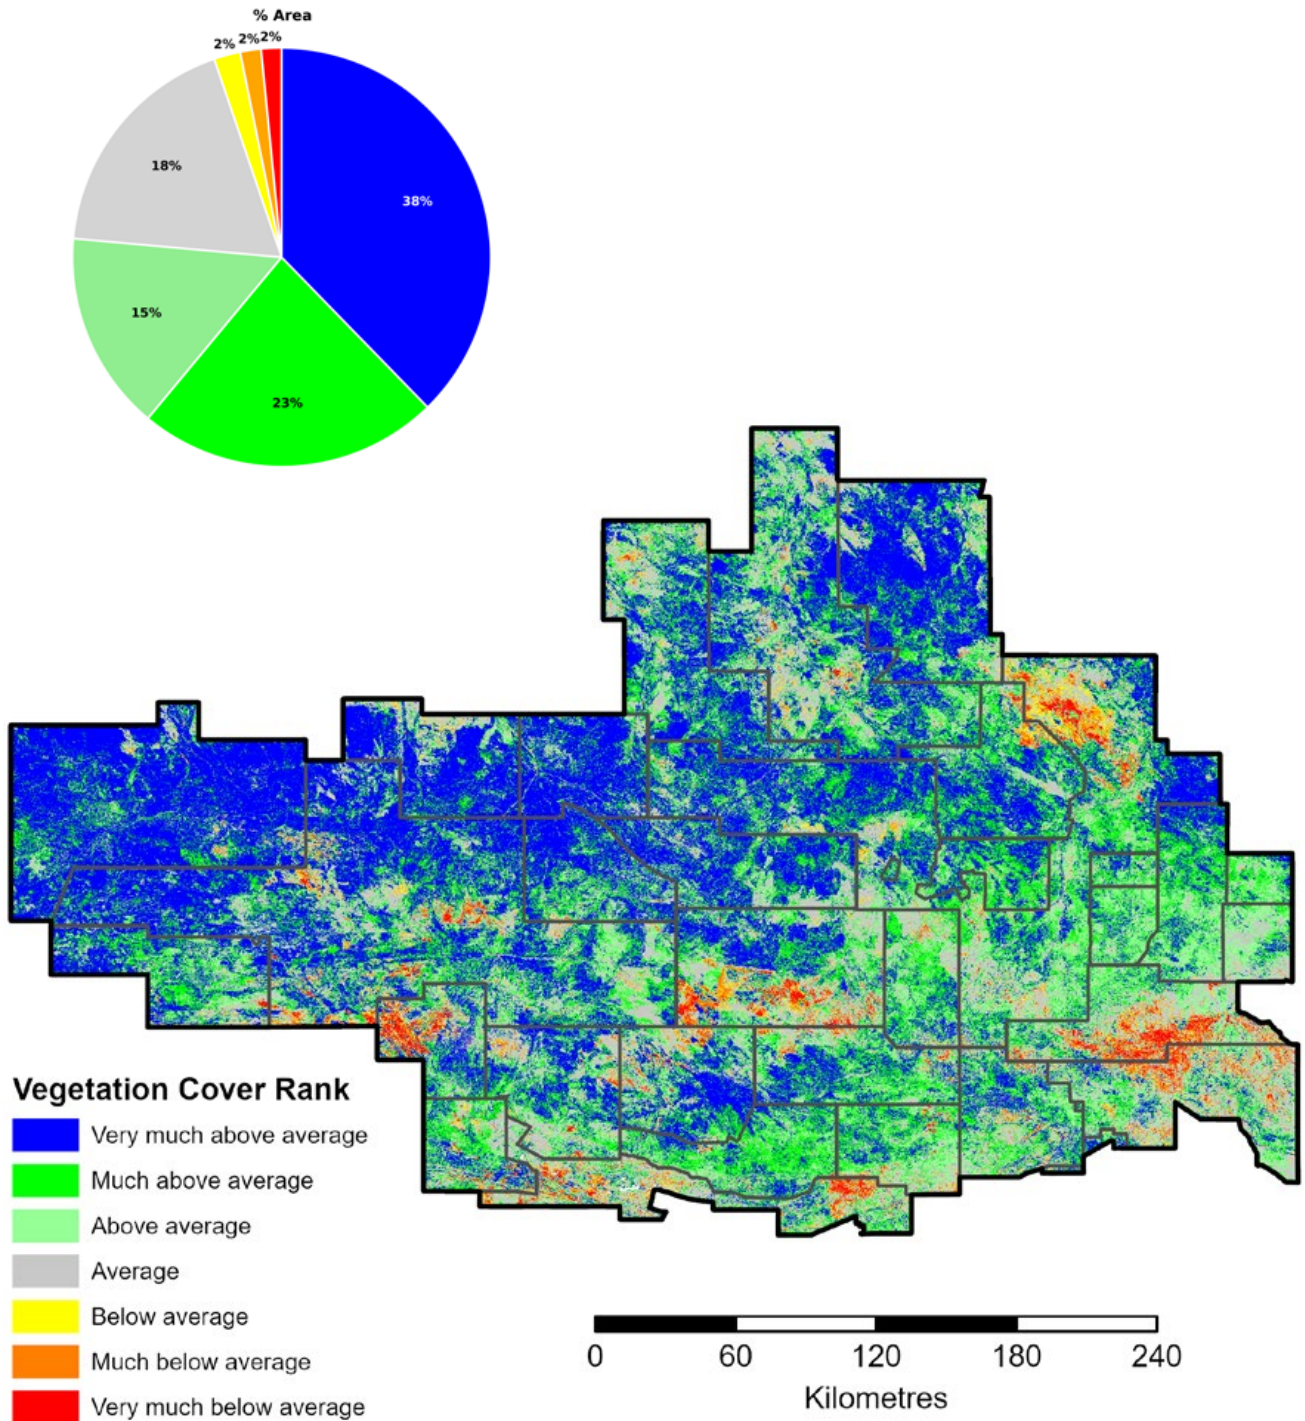 % Area
2% 2% 2%
38%
18%
15%
23%
Vegetation Cover Rank
Very much above average
Much above average
Above average
Average
Below average
Much below average
Very much below average
0 60 120 180 240
Kilometres